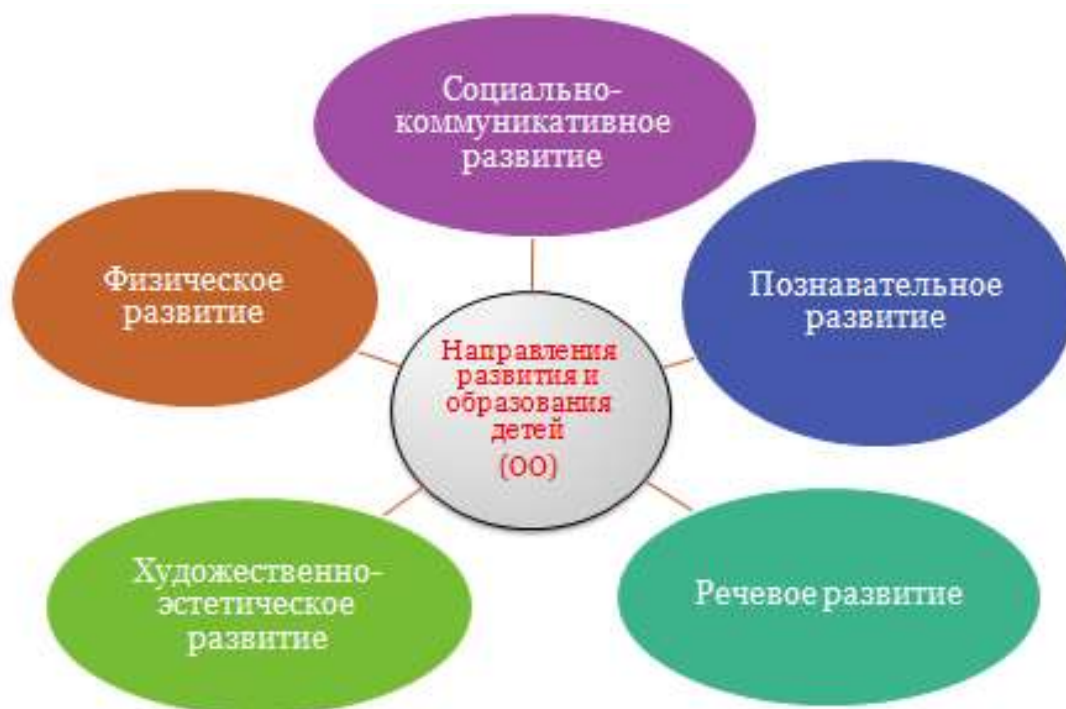 Социально-
коммуникативное
развитие
Физическое
развитие
Познавательное
развитие
Направления
развития и
образования
детей
(ОО)
Художественно-
эстетическое
развитие
Речевое развитие